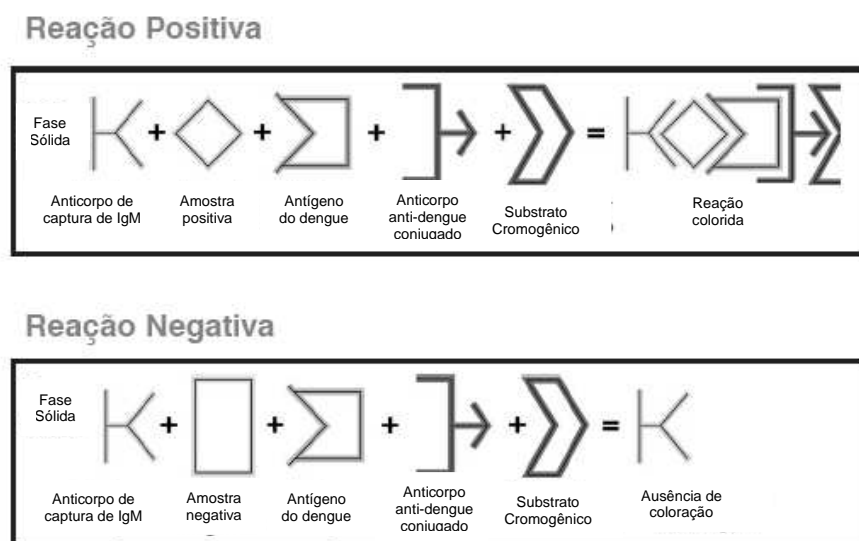 Reação Positiva
Fase
Sólida
+ + + + =
Anticorpo de
captura de IgM
Amostra
positiva
Antígeno
do dengue
Anticorpo
anti-dengue
conjugado
Substrato
Cromogênico
Reação
colorida
Reação Negativa
Fase
Sólida
+ + + + =
Anticorpo de
captura de IgM
Amostra
negativa
Antígeno
do dengue
Anticorpo
anti-dengue
conjugado
Substrato
Cromogênico
Ausência de
coloração